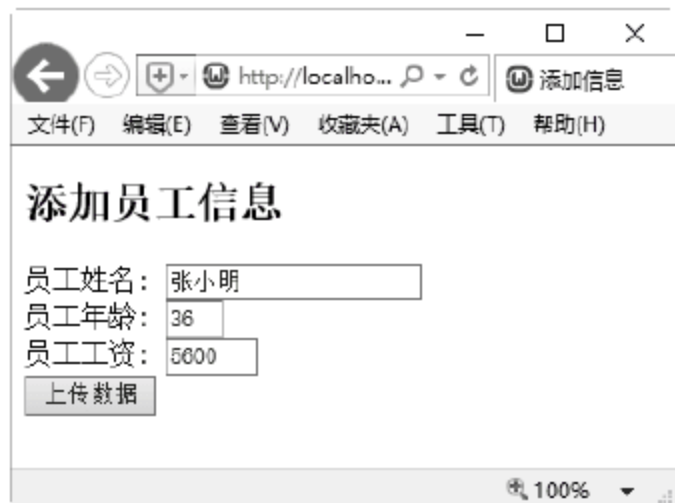 http://localho...
添加信息
文件(F) 编辑(E) 查看(V) 收藏夹(A) 工具(T) 帮助(H)
添加员工信息
员工姓名: 张小明
员工年龄: 36
员工工资: 5600
上传数据
100%